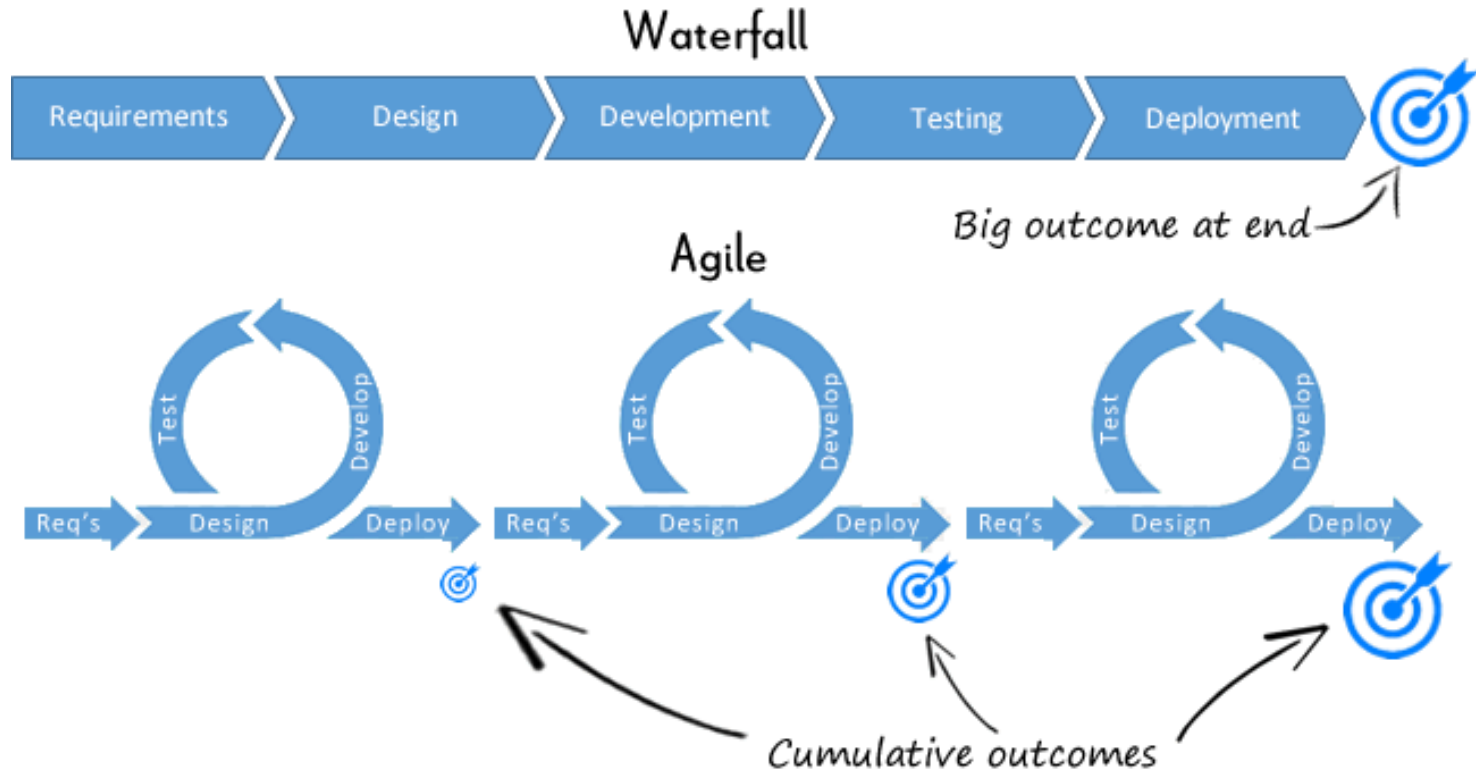 Waterfall
Requirements Design Development Testing Deployment
Big outcome at end
Agile
Test Develop Test Develop Test Develop
Req's Design Deploy Req's Design Deploy Req's Design Deploy
Cumulative outcomes